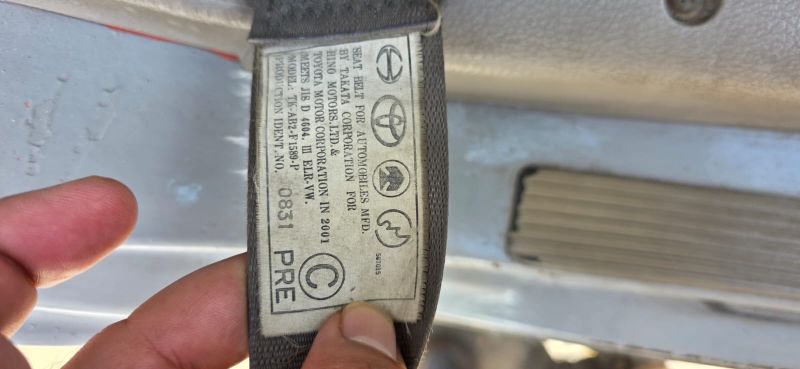 SEAT BELT FOR AUTOMOBILES MFD.
BY TAKATA CORPORATION FOR
HINO MOTORS, LTD. &
TOYOTA MOTOR CORPORATION IN 2001
MEETS JIS D 4604, III ELR-VW.
MODEL: TK-AB2-F1589-P
PRODUCTION IDENT. NO. 0831
C
PRE